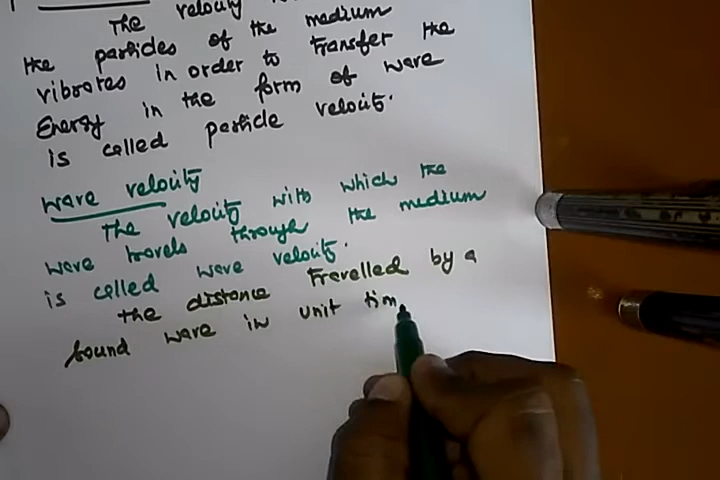 The velocity
the particles of the medium
vibrates in order to transfer the
Energy in the form of wave
is called particle velocity.
wave velocity
The velocity with which the
wave travels through the medium
is called wave velocity.
the distance Travelled by a
sound wave in unit tim